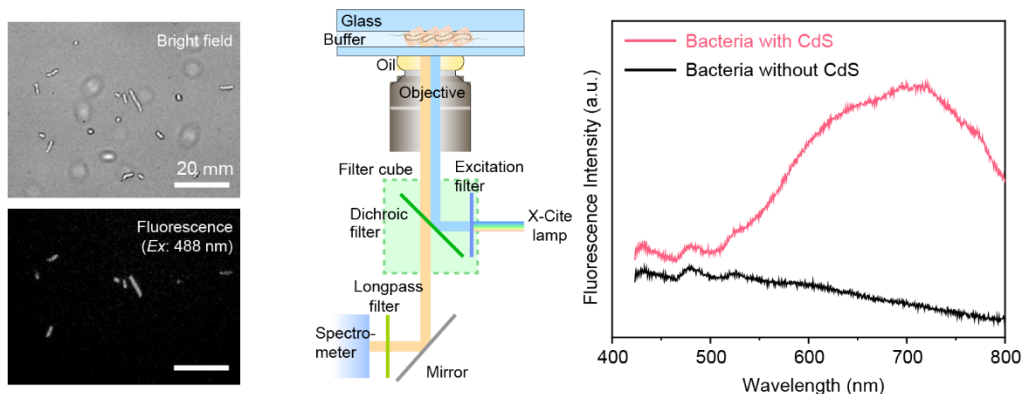 Bright field
20 mm
Fluorescence
(Ex: 488 nm)
Glass
Buffer
Oil
Objective
Filter cube
Excitation
filter
Dichroic
filter
X-Cite
lamp
Longpass
filter
Spectro-
meter
Mirror
Fluorescence Intensity (a.u.)
Bacteria with CdS
Bacteria without CdS
400 500 600 700 800
Wavelength (nm)